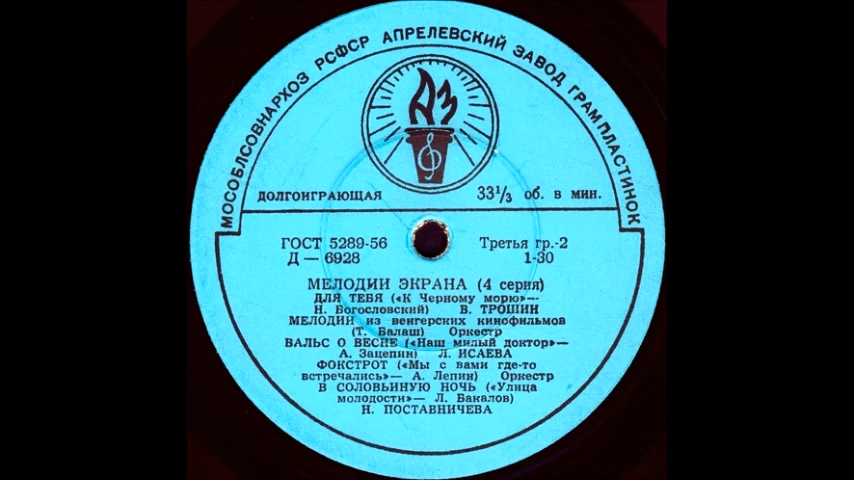 МОСОБЛСОВНАРХОЗ РСФСР АПРЕЛЕВСКИЙ ЗАВОД ГРАМПЛАСТИНОК
АЗ
ДОЛГОИГРАЮЩАЯ 33⅓ об. в мин.
ГОСТ 5289-56 Третья гр.-2
Д — 6928 1-30
МЕЛОДИИ ЭКРАНА (4 серия)
ДЛЯ ТЕБЯ («К Черному морю»—
Н. Богословский) В. ТРОШИН
МЕЛОДИИ из венгерских кинофильмов
(Т. Балаш) Оркестр
ВАЛЬС О ВЕСНЕ («Наш милый доктор»—
А. Зацепин) Л. ИСАЕВА
ФОКСТРОТ («Мы с вами где-то
встречались»— А. Лепин) Оркестр
В СОЛОВЬИНУЮ НОЧЬ («Улица
молодости»— Л. Бакалов)
Н. ПОСТАВНИЧЕВА